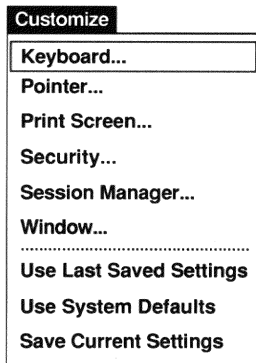 Customize
Keyboard...
Pointer...
Print Screen...
Security...
Session Manager...
Window...
Use Last Saved Settings
Use System Defaults
Save Current Settings